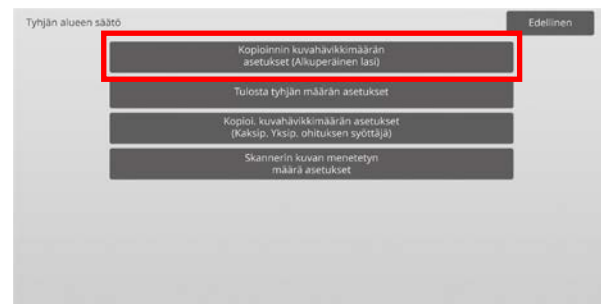 Tyhjän alueen säätö
Edellinen
Kopioinnin kuvahävikkimäärän
asetukset (Alkuperäinen lasi)
Tulosta tyhjän määrän asetukset
Kopioi. kuvahävikkimäärän asetukset
(Kaksip. Yksip. ohituksen syöttäjä)
Skannerin kuvan menetetyn
määrä asetukset